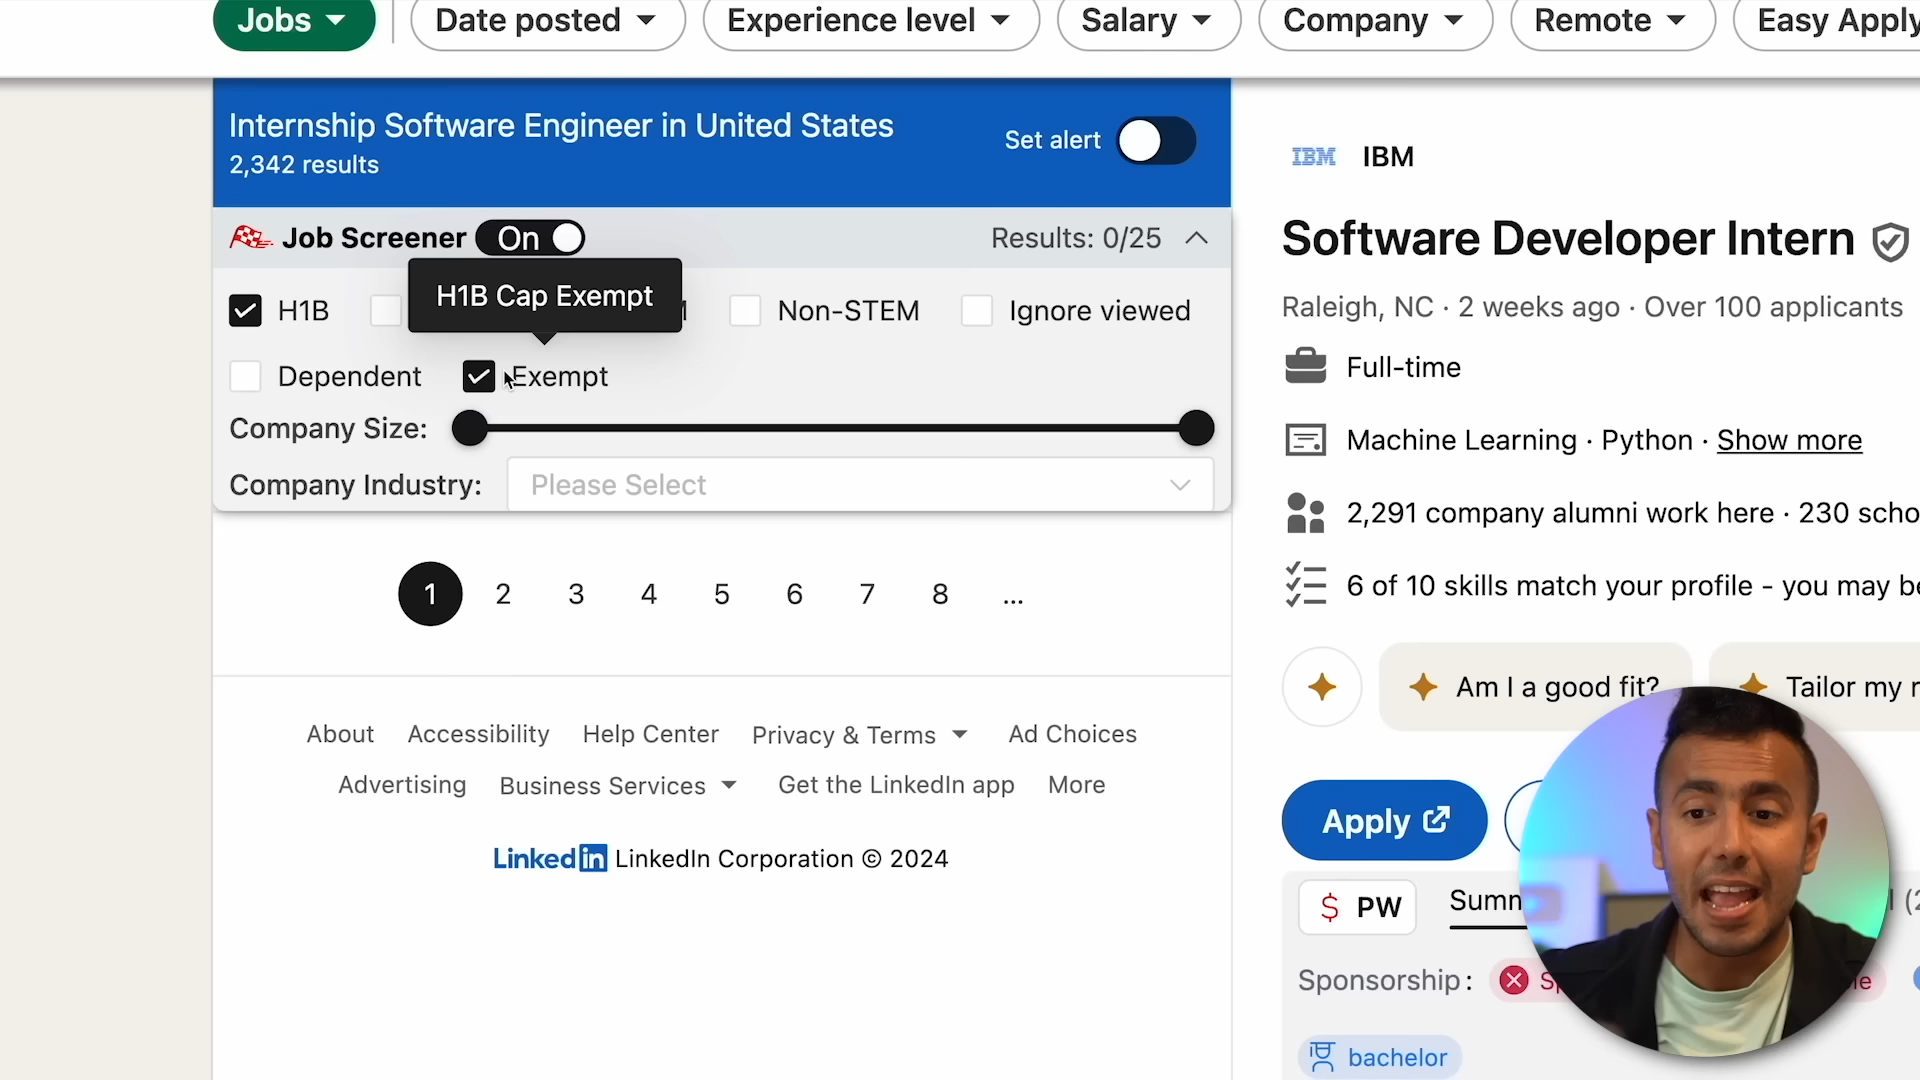 Jobs
Date posted
Experience level
Salary
Company
Remote
Easy Apply
Internship Software Engineer in United States
2,342 results
Set alert
Job Screener On
Results: 0/25
H1B
H1B Cap Exempt
Non-STEM
Ignore viewed
Dependent
Exempt
Company Size:
Company Industry:
Please Select
1 2 3 4 5 6 7 8 ...
About Accessibility Help Center Privacy & Terms Ad Choices
Advertising Business Services Get the LinkedIn app More
LinkedIn LinkedIn Corporation © 2024
IBM IBM
Software Developer Intern
Raleigh, NC · 2 weeks ago · Over 100 applicants
Full-time
Machine Learning · Python · Show more
2,291 company alumni work here · 230
6 of 10 skills match your profile - you may
Am I a good fit?
Tailor my
Apply
$ PW
Sponsorship:
bachelor